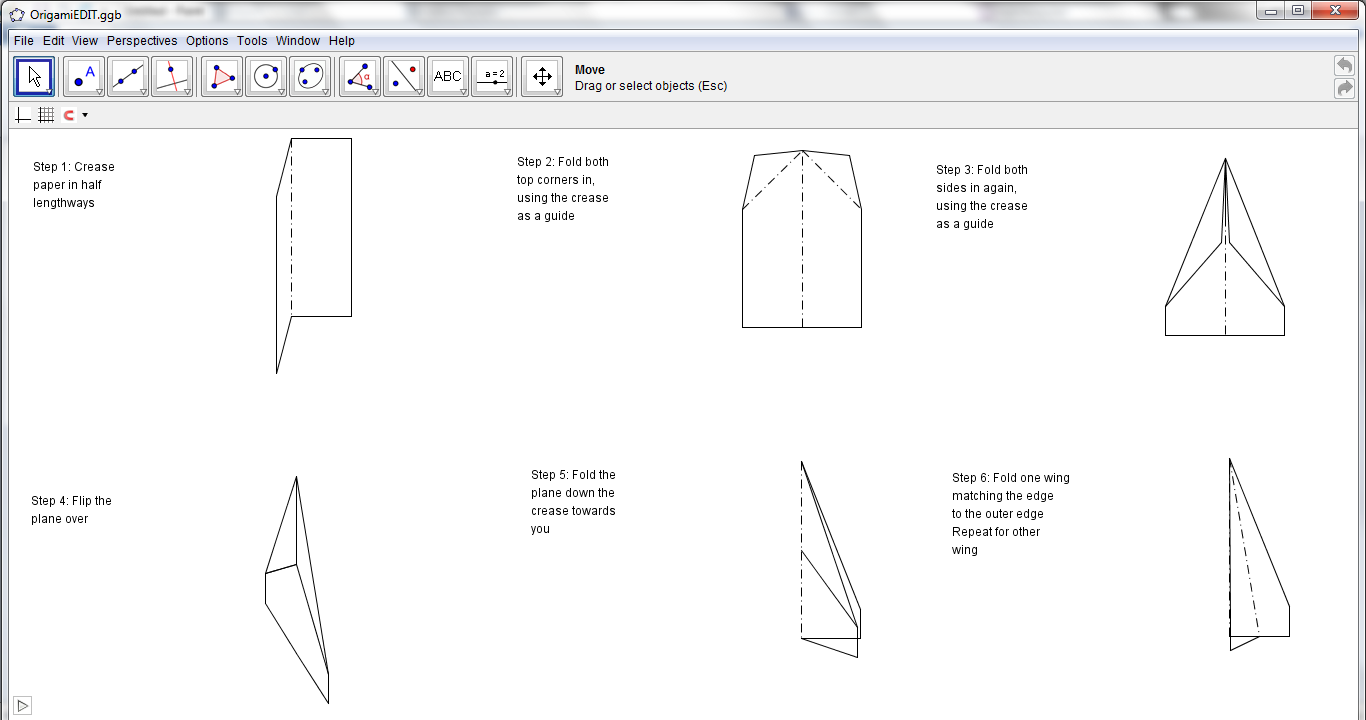 OrigamiEDIT.ggb
File Edit View Perspectives Options Tools Window Help
A
α
ABC
a = 2
Move
Drag or select objects (Esc)
Step 1: Crease
paper in half
lengthways
Step 2: Fold both
top corners in,
using the crease
as a guide
Step 3: Fold both
sides in again,
using the crease
as a guide
Step 4: Flip the
plane over
Step 5: Fold the
plane down the
crease towards
you
Step 6: Fold one wing
matching the edge
to the outer edge
Repeat for other
wing